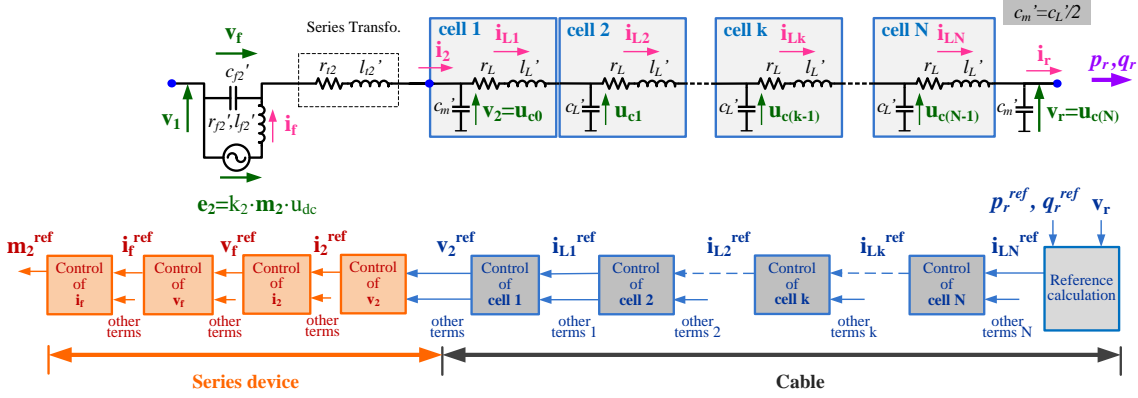 Series Transfo.
cell 1
cell 2
cell k
cell N
c_m'=c_L'/2
v_f
i_2
i_L1
i_L2
i_Lk
i_LN
i_r
p_r,q_r
c_f2'
r_t2'
l_t2'
r_L
l_L'
r_L
l_L'
r_L
l_L'
r_L
l_L'
v_1
r_f2',l_f2'
i_f
c_m'
v_2=u_c0
c_L'
u_c1
c_L'
u_c(k-1)
c_L'
u_c(N-1)
c_m'
v_r=u_c(N)
e_2=k_2·m_2·u_dc
p_r^ref, q_r^ref
v_r
m_2^ref
i_f^ref
v_f^ref
i_2^ref
v_2^ref
i_L1^ref
i_L2^ref
i_Lk^ref
i_LN^ref
Control
of
i_f
Control
of
v_f
Control
of
i_2
Control
of
v_2
Control
of
cell 1
Control
of
cell 2
Control
of
cell k
Control
of
cell N
Reference
calculation
other
terms
other
terms
other
terms
other
terms
other
terms 1
other
terms 2
other
terms k
other
terms N
Series device
Cable